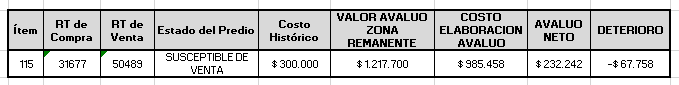 Ítem RT de Compra RT de Venta Estado del Predio Costo Histórico VALOR AVALUO ZONA REMANENTE COSTO ELABORACION AVALUO AVALUO NETO DETERIORO
115 31677 50489 SUSCEPTIBLE DE VENTA $ 300.000 $ 1.217.700 $ 985.458 $ 232.242 -$ 67.758